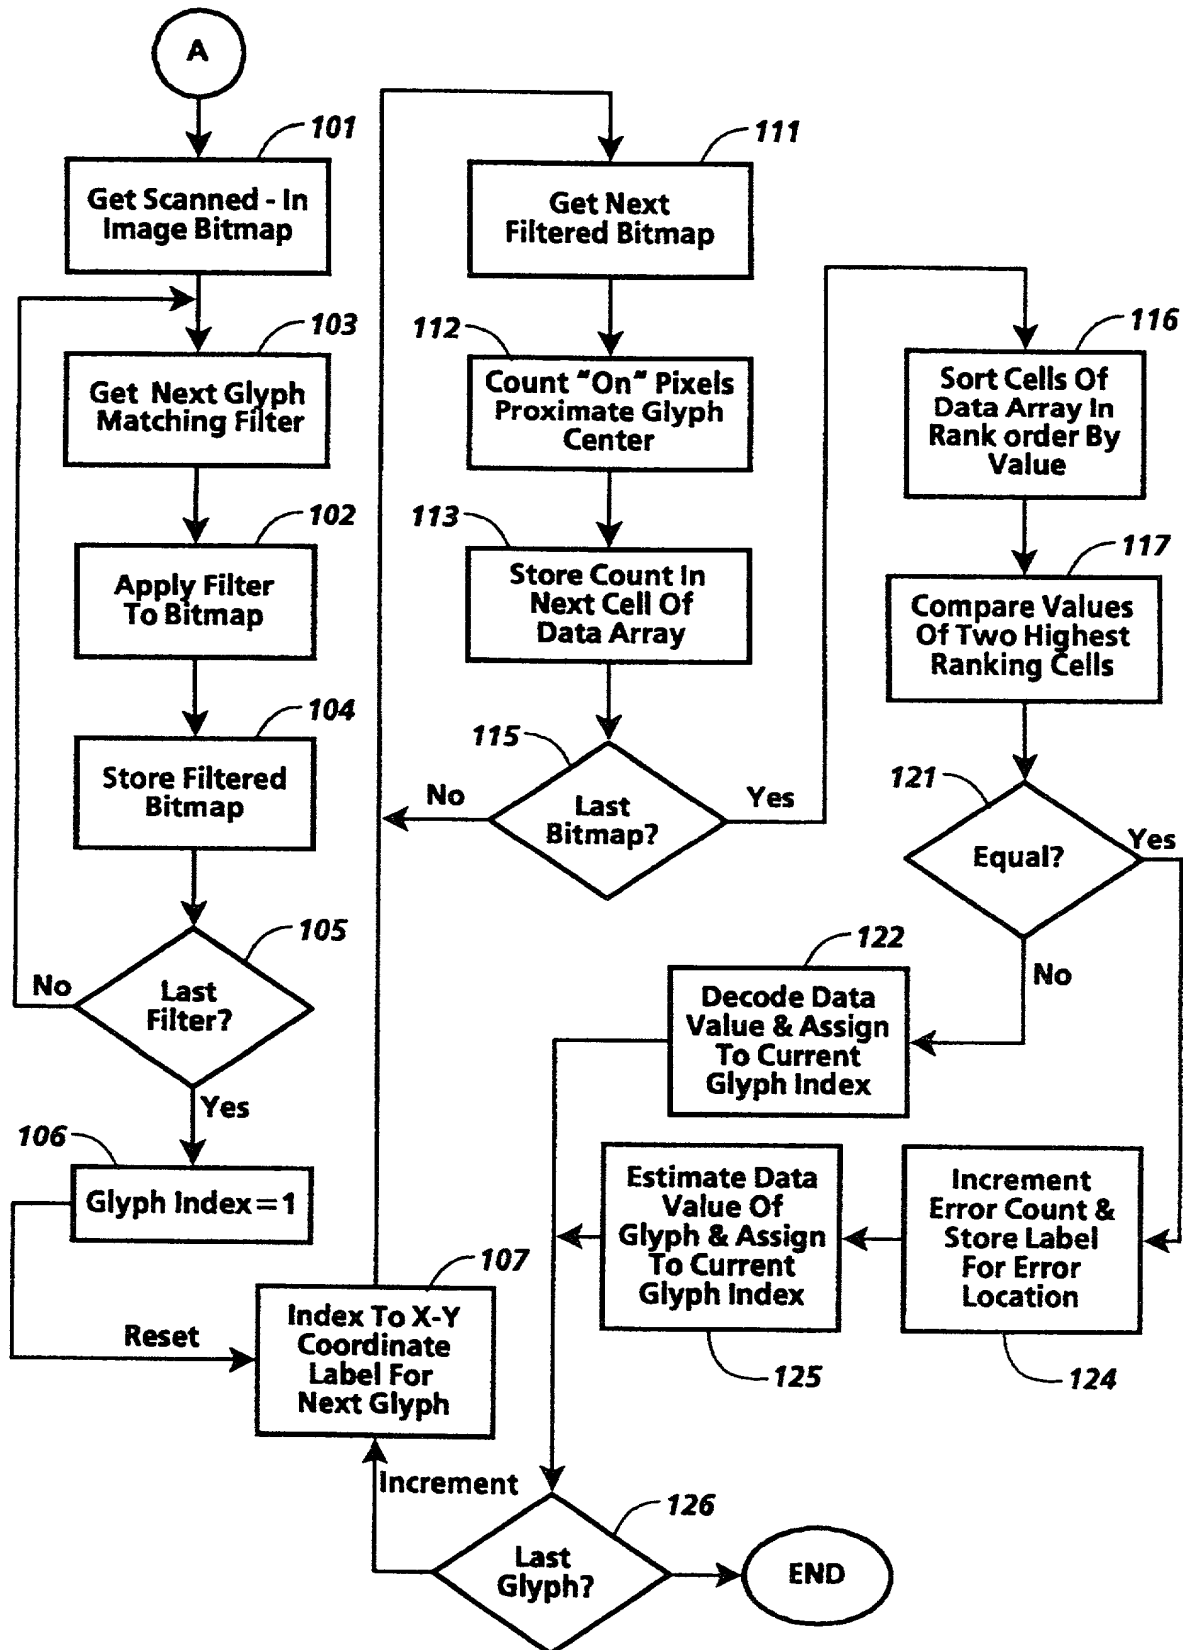 A
101
Get Scanned - In
Image Bitmap
103
Get Next Glyph
Matching Filter
102
Apply Filter
To Bitmap
104
Store Filtered
Bitmap
105
Last
Filter?
No
Yes
106
Glyph Index = 1
Reset
107
Index To X-Y
Coordinate
Label For
Next Glyph
111
Get Next
Filtered Bitmap
112
Count "On" Pixels
Proximate Glyph
Center
113
Store Count In
Next Cell Of
Data Array
115
Last
Bitmap?
No
Yes
116
Sort Cells Of
Data Array In
Rank order By
Value
117
Compare Values
Of Two Highest
Ranking Cells
121
Equal?
Yes
No
122
Decode Data
Value & Assign
To Current
Glyph Index
Increment
Error Count &
Store Label
For Error
Location
124
Estimate Data
Value Of
Glyph & Assign
To Current
Glyph Index
125
126
Last
Glyph?
Increment
END